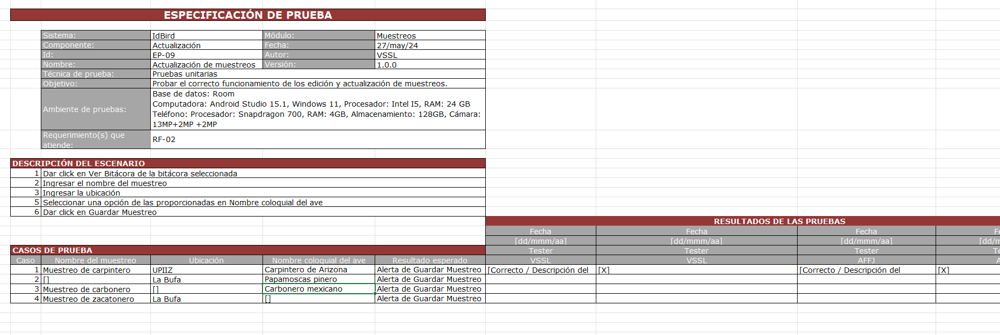 ESPECIFICACIÓN DE PRUEBA
Sistema: IdBird Módulo: Muestreos
Componente: Actualización Fecha: 27/may/24
Id: EP-09 Autor: VSSL
Nombre: Actualización de muestreos Versión: 1.0.0
Técnica de prueba: Pruebas unitarias
Objetivo: Probar el correcto funcionamiento de los edición y actualización de muestreos.
Ambiente de pruebas:
Base de datos: Room
Computadora: Android Studio 15.1, Windows 11, Procesador: Intel I5, RAM: 24 GB
Teléfono: Procesador: Snapdragon 700, RAM: 4GB, Almacenamiento: 128GB, Cámara:
13MP+2MP +2MP
Requerimiento(s) que
atiende:
RF-02
DESCRIPCIÓN DEL ESCENARIO
1 Dar click en Ver Bitácora de la bitácora seleccionada
2 Ingresar el nombre del muestreo
3 Ingresar la ubicación
5 Seleccionar una opción de las proporcionadas en Nombre coloquial del ave
6 Dar click en Guardar Muestreo
RESULTADOS DE LAS PRUEBAS
Fecha Fecha Fecha
[dd/mmm/aa] [dd/mmm/aa] [dd/mmm/aa]
CASOS DE PRUEBA Tester Tester Tester
Caso Nombre del muestreo Ubicación Nombre coloquial del ave Resultado esperado VSSL VSSL AFFJ
1 Muestreo de carpintero UPIIZ Carpintero de Arizona Alerta de Guardar Muestreo [Correcto / Descripción del [X] [Correcto / Descripción del [X]
2 [] La Bufa Papamoscas pinero Alerta de Guardar Muestreo
3 Muestreo de carbonero [] Carbonero mexicano Alerta de Guardar Muestreo
4 Muestreo de zacatonero La Bufa [] Alerta de Guardar Muestreo